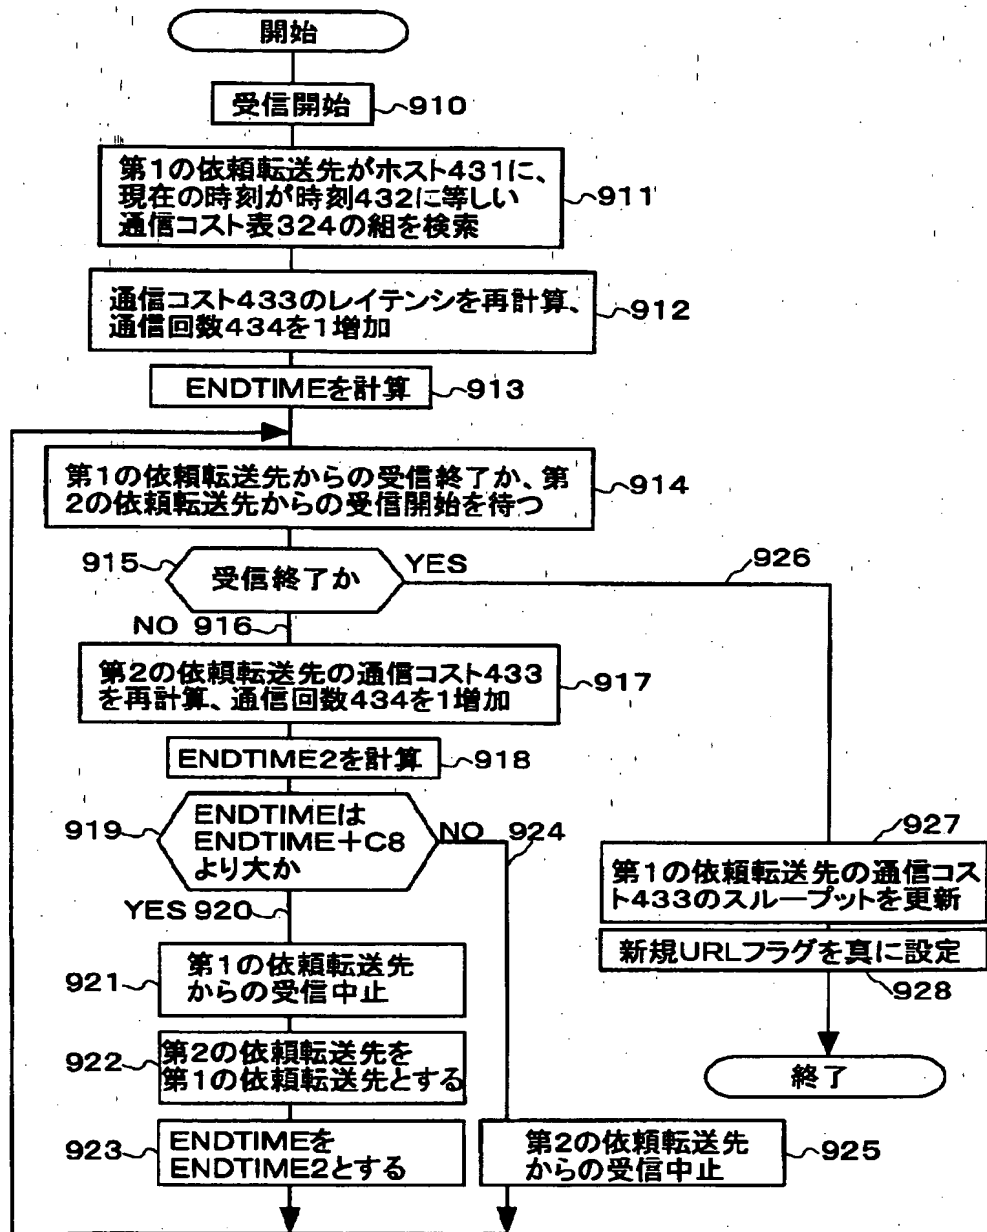 開始
受信開始
910
第1の依頼転送先がホスト431に、
現在の時刻が時刻432に等しい
通信コスト表324の組を検索
911
通信コスト433のレイテンシを再計算、
通信回数434を1増加
912
ENDTIMEを計算
913
第1の依頼転送先からの受信終了か、第
2の依頼転送先からの受信開始を待つ
914
915
受信終了か
YES
926
NO 916
第2の依頼転送先の通信コスト433
を再計算、通信回数434を1増加
917
ENDTIME2を計算
918
919
ENDTIMEは
ENDTIME+C8
より大か
NO 924
YES 920
927
第1の依頼転送先の通信コス
ト433のスループットを更新
新規URLフラグを真に設定
928
終了
921
第1の依頼転送先
からの受信中止
922
第2の依頼転送先を
第1の依頼転送先とする
923
ENDTIMEを
ENDTIME2とする
第2の依頼転送先
からの受信中止
925